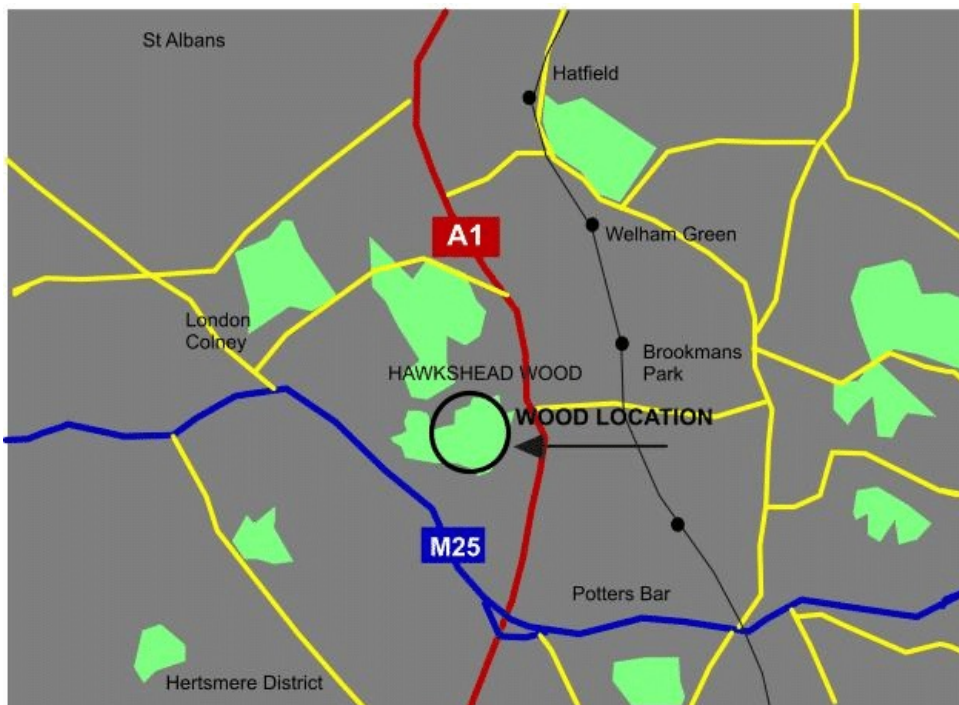 St Albans
Hatfield
A1
Welham Green
London
Colney
Brookmans
Park
HAWKSHEAD WOOD
WOOD LOCATION
M25
Potters Bar
Hertsmere District